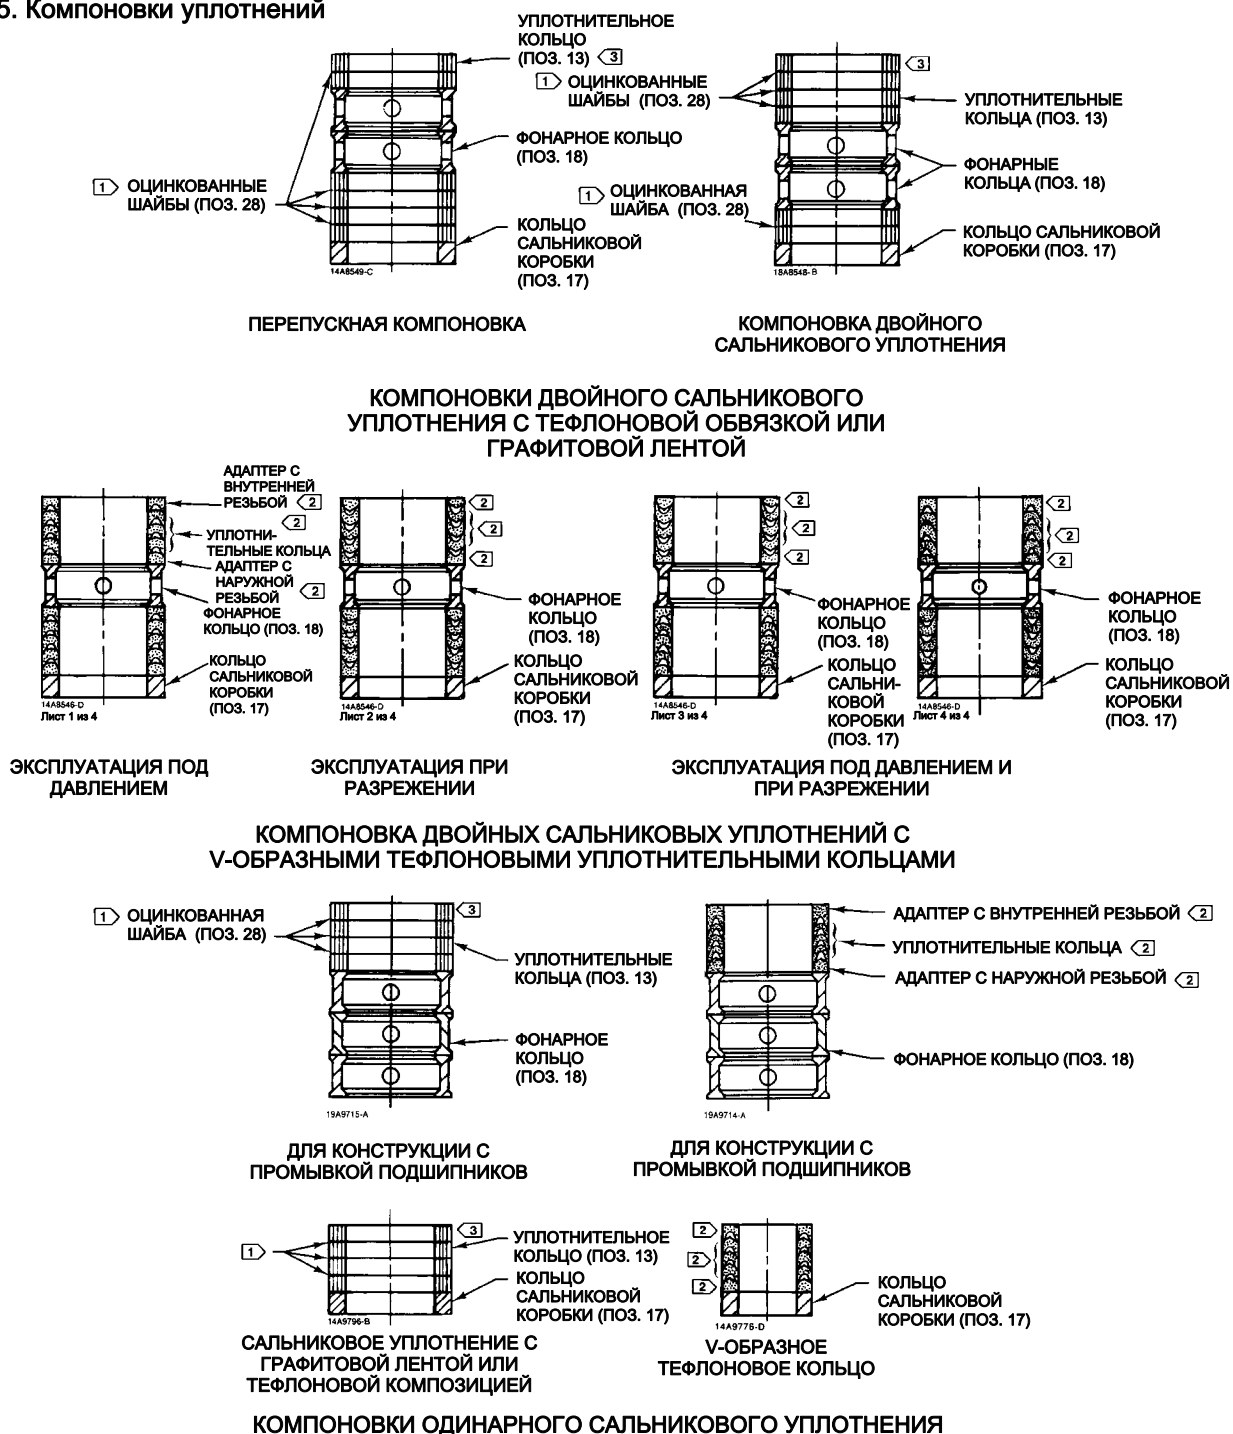 5. Компоновки уплотнений
УПЛОТНИТЕЛЬНОЕ
КОЛЬЦО
(ПОЗ. 13) 3
1 ОЦИНКОВАННЫЕ
ШАЙБЫ (ПОЗ. 28)
ФОНАРНОЕ КОЛЬЦО
(ПОЗ. 18)
1 ОЦИНКОВАННЫЕ
ШАЙБЫ (ПОЗ. 28)
КОЛЬЦО
САЛЬНИКОВОЙ
КОРОБКИ
(ПОЗ. 17)
14A8549-C
ПЕРЕПУСКНАЯ КОМПОНОВКА
3
УПЛОТНИТЕЛЬНЫЕ
КОЛЬЦА (ПОЗ. 13)
ФОНАРНЫЕ
КОЛЬЦА (ПОЗ. 18)
1 ОЦИНКОВАННАЯ
ШАЙБА (ПОЗ. 28)
КОЛЬЦО САЛЬНИКОВОЙ
КОРОБКИ (ПОЗ. 17)
18A8548-B
КОМПОНОВКА ДВОЙНОГО
САЛЬНИКОВОГО УПЛОТНЕНИЯ
КОМПОНОВКИ ДВОЙНОГО САЛЬНИКОВОГО
УПЛОТНЕНИЯ С ТЕФЛОНОВОЙ ОБВЯЗКОЙ ИЛИ
ГРАФИТОВОЙ ЛЕНТОЙ
АДАПТЕР С
ВНУТРЕННЕЙ
РЕЗЬБОЙ 2
2
УПЛОТНИ-
ТЕЛЬНЫЕ КОЛЬЦА
АДАПТЕР С
НАРУЖНОЙ
РЕЗЬБОЙ 2
ФОНАРНОЕ
КОЛЬЦО (ПОЗ. 18)
КОЛЬЦО
САЛЬНИКОВОЙ
КОРОБКИ
(ПОЗ. 17)
14A8546-D
Лист 1 из 4
ЭКСПЛУАТАЦИЯ ПОД
ДАВЛЕНИЕМ
2
2
2
ФОНАРНОЕ
КОЛЬЦО
(ПОЗ. 18)
КОЛЬЦО
САЛЬНИКОВОЙ
КОРОБКИ
(ПОЗ. 17)
14A8546-D
Лист 2 из 4
ЭКСПЛУАТАЦИЯ ПРИ
РАЗРЕЖЕНИИ
2
2
2
ФОНАРНОЕ
КОЛЬЦО
(ПОЗ. 18)
КОЛЬЦО
САЛЬНИ-
КОВОЙ
КОРОБКИ
(ПОЗ. 17)
14A8546-D
Лист 3 из 4
2
2
2
ФОНАРНОЕ
КОЛЬЦО
(ПОЗ. 18)
КОЛЬЦО
САЛЬНИКОВОЙ
КОРОБКИ
(ПОЗ. 17)
14A8546-D
Лист 4 из 4
ЭКСПЛУАТАЦИЯ ПОД ДАВЛЕНИЕМ И
ПРИ РАЗРЕЖЕНИИ
КОМПОНОВКА ДВОЙНЫХ САЛЬНИКОВЫХ УПЛОТНЕНИЙ С
V-ОБРАЗНЫМИ ТЕФЛОНОВЫМИ УПЛОТНИТЕЛЬНЫМИ КОЛЬЦАМИ
1 ОЦИНКОВАННАЯ
ШАЙБА (ПОЗ. 28)
3
УПЛОТНИТЕЛЬНЫЕ
КОЛЬЦА (ПОЗ. 13)
ФОНАРНОЕ
КОЛЬЦО
(ПОЗ. 18)
19A9715-A
ДЛЯ КОНСТРУКЦИИ С
ПРОМЫВКОЙ ПОДШИПНИКОВ
АДАПТЕР С ВНУТРЕННЕЙ РЕЗЬБОЙ 2
УПЛОТНИТЕЛЬНЫЕ КОЛЬЦА 2
АДАПТЕР С НАРУЖНОЙ РЕЗЬБОЙ 2
ФОНАРНОЕ КОЛЬЦО (ПОЗ. 18)
19A9714-A
ДЛЯ КОНСТРУКЦИИ С
ПРОМЫВКОЙ ПОДШИПНИКОВ
1
3
УПЛОТНИТЕЛЬНОЕ
КОЛЬЦО (ПОЗ. 13)
КОЛЬЦО
САЛЬНИКОВОЙ
КОРОБКИ (ПОЗ. 17)
14A9796-B
САЛЬНИКОВОЕ УПЛОТНЕНИЕ С
ГРАФИТОВОЙ ЛЕНТОЙ ИЛИ
ТЕФЛОНОВОЙ КОМПОЗИЦИЕЙ
2
2
2
КОЛЬЦО
САЛЬНИКОВОЙ
КОРОБКИ (ПОЗ. 17)
14A9776-D
V-ОБРАЗНОЕ
ТЕФЛОНОВОЕ КОЛЬЦО
КОМПОНОВКИ ОДИНАРНОГО САЛЬНИКОВОГО УПЛОТНЕНИЯ